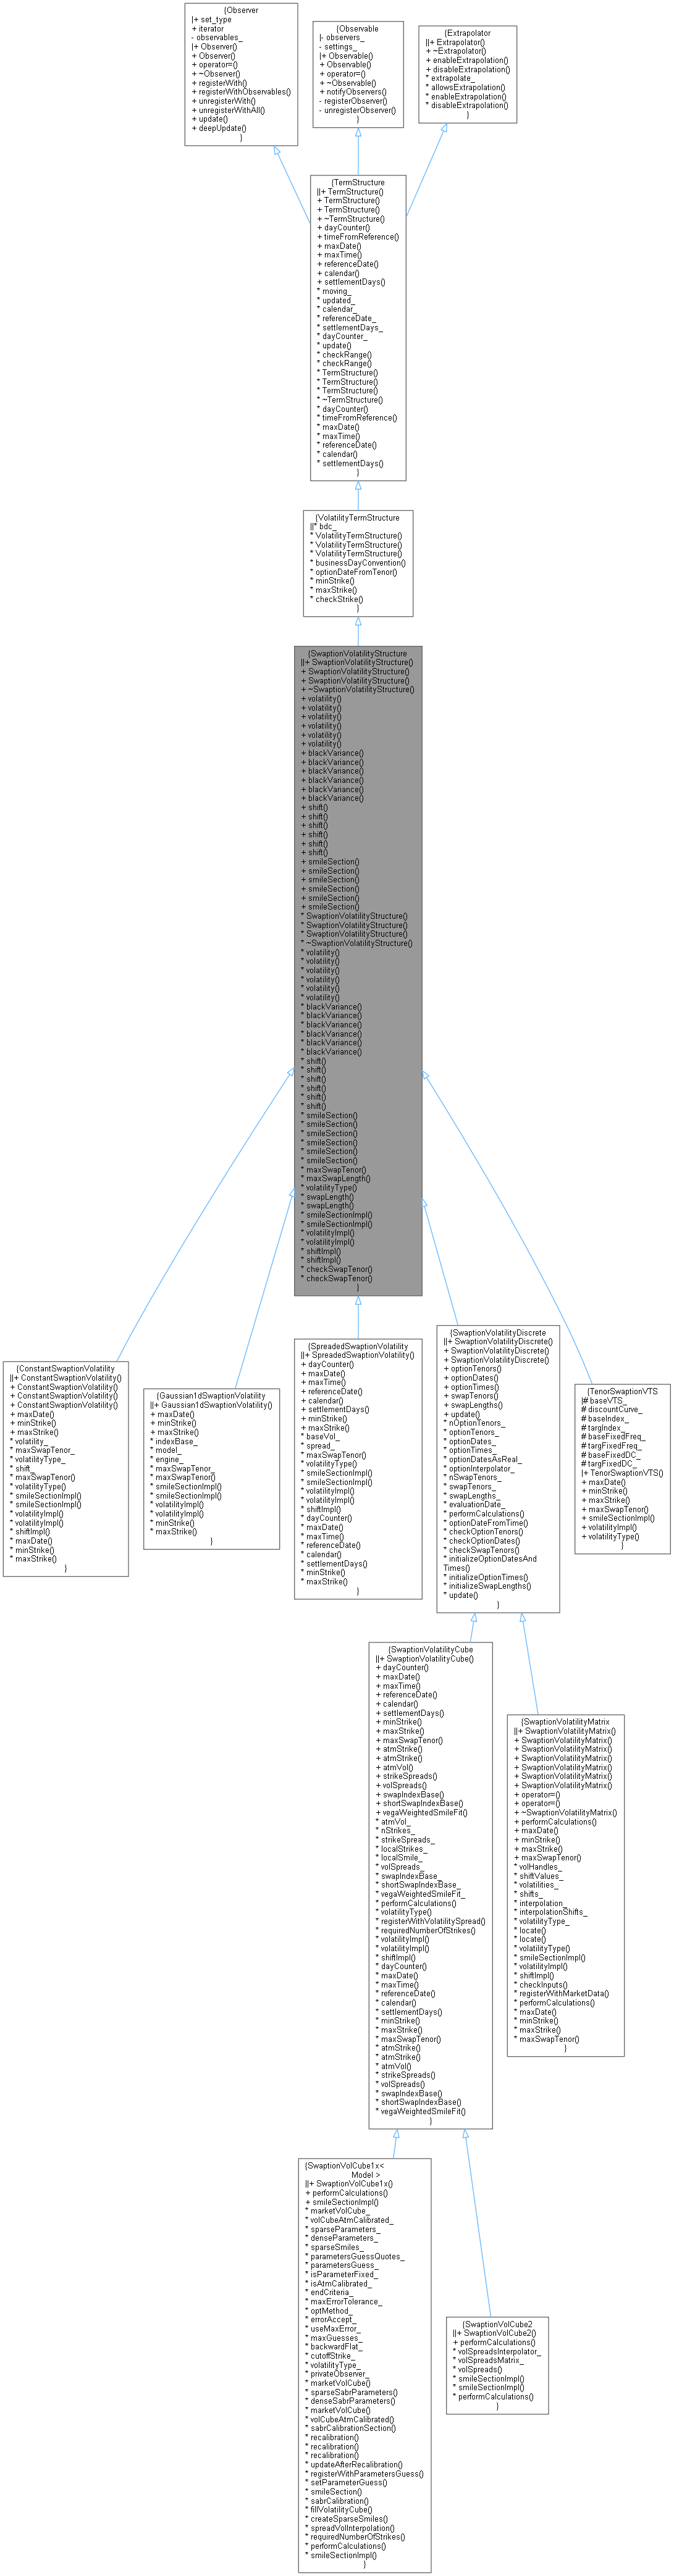 {Observer
|+ set_type
+ iterator
- observables_
|+ Observer()
+ Observer()
+ operator=()
+ ~Observer()
+ registerWith()
+ registerWithObservables()
+ unregisterWith()
+ unregisterWithAll()
+ update()
+ deepUpdate()
}
{Observable
|- observers_
- settings_
|+ Observable()
+ Observable()
+ operator=()
+ ~Observable()
+ notifyObservers()
- registerObserver()
- unregisterObserver()
}
{Extrapolator
||+ Extrapolator()
+ ~Extrapolator()
+ enableExtrapolation()
+ disableExtrapolation()
* extrapolate_
* allowsExtrapolation()
* enableExtrapolation()
* disableExtrapolation()
}
{TermStructure
||+ TermStructure()
+ TermStructure()
+ TermStructure()
+ ~TermStructure()
+ dayCounter()
+ timeFromReference()
+ maxDate()
+ maxTime()
+ referenceDate()
+ calendar()
+ settlementDays()
* moving_
* updated_
* calendar_
* referenceDate_
* settlementDays_
* dayCounter_
* update()
* checkRange()
* checkRange()
* TermStructure()
* TermStructure()
* TermStructure()
* ~TermStructure()
* dayCounter()
* timeFromReference()
* maxDate()
* maxTime()
* referenceDate()
* calendar()
* settlementDays()
}
{VolatilityTermStructure
||* bdc_
* VolatilityTermStructure()
* VolatilityTermStructure()
* VolatilityTermStructure()
* businessDayConvention()
* optionDateFromTenor()
* minStrike()
* maxStrike()
* checkStrike()
}
{SwaptionVolatilityStructure
||+ SwaptionVolatilityStructure()
+ SwaptionVolatilityStructure()
+ SwaptionVolatilityStructure()
+ ~SwaptionVolatilityStructure()
+ volatility()
+ volatility()
+ volatility()
+ volatility()
+ volatility()
+ volatility()
+ blackVariance()
+ blackVariance()
+ blackVariance()
+ blackVariance()
+ blackVariance()
+ blackVariance()
+ shift()
+ shift()
+ shift()
+ shift()
+ shift()
+ shift()
+ smileSection()
+ smileSection()
+ smileSection()
+ smileSection()
+ smileSection()
+ smileSection()
* SwaptionVolatilityStructure()
* SwaptionVolatilityStructure()
* SwaptionVolatilityStructure()
* ~SwaptionVolatilityStructure()
* volatility()
* volatility()
* volatility()
* volatility()
* volatility()
* volatility()
* blackVariance()
* blackVariance()
* blackVariance()
* blackVariance()
* blackVariance()
* blackVariance()
* shift()
* shift()
* shift()
* shift()
* shift()
* shift()
* smileSection()
* smileSection()
* smileSection()
* smileSection()
* smileSection()
* smileSection()
* maxSwapTenor()
* maxSwapLength()
* volatilityType()
* swapLength()
* swapLength()
* smileSectionImpl()
* smileSectionImpl()
* volatilityImpl()
* volatilityImpl()
* shiftImpl()
* shiftImpl()
* checkSwapTenor()
* checkSwapTenor()
}
{ConstantSwaptionVolatility
||+ ConstantSwaptionVolatility()
+ ConstantSwaptionVolatility()
+ ConstantSwaptionVolatility()
+ ConstantSwaptionVolatility()
+ maxDate()
+ minStrike()
+ maxStrike()
* volatility_
* maxSwapTenor_
* volatilityType_
* shift_
* maxSwapTenor()
* volatilityType()
* smileSectionImpl()
* smileSectionImpl()
* volatilityImpl()
* volatilityImpl()
* shiftImpl()
* maxDate()
* minStrike()
* maxStrike()
}
{Gaussian1dSwaptionVolatility
||+ Gaussian1dSwaptionVolatility()
+ maxDate()
+ minStrike()
+ maxStrike()
* indexBase_
* model_
* engine_
* maxSwapTenor_
* maxSwapTenor()
* smileSectionImpl()
* smileSectionImpl()
* volatilityImpl()
* volatilityImpl()
* minStrike()
* maxStrike()
}
{SpreadedSwaptionVolatility
||+ SpreadedSwaptionVolatility()
+ dayCounter()
+ maxDate()
+ maxTime()
+ referenceDate()
+ calendar()
+ settlementDays()
+ minStrike()
+ maxStrike()
* baseVol_
* spread_
* maxSwapTenor()
* volatilityType()
* smileSectionImpl()
* smileSectionImpl()
* volatilityImpl()
* volatilityImpl()
* shiftImpl()
* dayCounter()
* maxDate()
* maxTime()
* referenceDate()
* calendar()
* settlementDays()
* minStrike()
* maxStrike()
}
{SwaptionVolatilityDiscrete
||+ SwaptionVolatilityDiscrete()
+ SwaptionVolatilityDiscrete()
+ SwaptionVolatilityDiscrete()
+ optionTenors()
+ optionDates()
+ optionTimes()
+ swapTenors()
+ swapLengths()
+ update()
* nOptionTenors_
* optionTenors_
* optionDates_
* optionTimes_
* optionDatesAsReal_
* optionInterpolator_
* nSwapTenors_
* swapTenors_
* swapLengths_
* evaluationDate_
* performCalculations()
* optionDateFromTime()
* checkOptionTenors()
* checkOptionDates()
* checkSwapTenors()
* initializeOptionDatesAnd
Times()
* initializeOptionTimes()
* initializeSwapLengths()
* update()
}
{TenorSwaptionVTS
|# baseVTS_
# discountCurve_
# baseIndex_
# targIndex_
# baseFixedFreq_
# targFixedFreq_
# baseFixedDC_
# targFixedDC_
|+ TenorSwaptionVTS()
+ maxDate()
+ minStrike()
+ maxStrike()
+ maxSwapTenor()
+ smileSectionImpl()
+ volatilityImpl()
+ volatilityType()
}
{SwaptionVolatilityCube
||+ SwaptionVolatilityCube()
+ dayCounter()
+ maxDate()
+ maxTime()
+ referenceDate()
+ calendar()
+ settlementDays()
+ minStrike()
+ maxStrike()
+ maxSwapTenor()
+ atmStrike()
+ atmStrike()
+ atmVol()
+ strikeSpreads()
+ volSpreads()
+ swapIndexBase()
+ shortSwapIndexBase()
+ vegaWeightedSmileFit()
* atmVol_
* nStrikes_
* strikeSpreads_
* localStrikes_
* localSmile_
* volSpreads_
* swapIndexBase_
* shortSwapIndexBase_
* vegaWeightedSmileFit_
* performCalculations()
* volatilityType()
* registerWithVolatilitySpread()
* requiredNumberOfStrikes()
* volatilityImpl()
* volatilityImpl()
* shiftImpl()
* dayCounter()
* maxDate()
* maxTime()
* referenceDate()
* calendar()
* settlementDays()
* minStrike()
* maxStrike()
* maxSwapTenor()
* atmStrike()
* atmStrike()
* atmVol()
* strikeSpreads()
* volSpreads()
* swapIndexBase()
* shortSwapIndexBase()
* vegaWeightedSmileFit()
}
{SwaptionVolatilityMatrix
||+ SwaptionVolatilityMatrix()
+ SwaptionVolatilityMatrix()
+ SwaptionVolatilityMatrix()
+ SwaptionVolatilityMatrix()
+ SwaptionVolatilityMatrix()
+ SwaptionVolatilityMatrix()
+ SwaptionVolatilityMatrix()
+ operator=()
+ operator=()
+ ~SwaptionVolatilityMatrix()
+ performCalculations()
+ maxDate()
+ minStrike()
+ maxStrike()
+ maxSwapTenor()
* volHandles_
* shiftValues_
* volatilities_
* shifts_
* interpolation_
* interpolationShifts_
* volatilityType_
* locate()
* locate()
* volatilityType()
* smileSectionImpl()
* volatilityImpl()
* shiftImpl()
* checkInputs()
* registerWithMarketData()
* performCalculations()
* maxDate()
* minStrike()
* maxStrike()
* maxSwapTenor()
}
{SwaptionVolCube1x<
Model >
||+ SwaptionVolCube1x()
+ performCalculations()
+ smileSectionImpl()
* marketVolCube_
* volCubeAtmCalibrated_
* sparseParameters_
* denseParameters_
* sparseSmiles_
* parametersGuessQuotes_
* parametersGuess_
* isParameterFixed_
* isAtmCalibrated_
* endCriteria_
* maxErrorTolerance_
* optMethod_
* errorAccept_
* useMaxError_
* maxGuesses_
* backwardFlat_
* cutoffStrike_
* volatilityType_
* privateObserver_
* marketVolCube()
* sparseSabrParameters()
* denseSabrParameters()
* marketVolCube()
* volCubeAtmCalibrated()
* sabrCalibrationSection()
* recalibration()
* recalibration()
* recalibration()
* updateAfterRecalibration()
* registerWithParametersGuess()
* setParameterGuess()
* smileSection()
* sabrCalibration()
* fillVolatilityCube()
* createSparseSmiles()
* spreadVolInterpolation()
* requiredNumberOfStrikes()
* performCalculations()
* smileSectionImpl()
}
{SwaptionVolCube2
||+ SwaptionVolCube2()
+ performCalculations()
* volSpreadsInterpolator_
* volSpreadsMatrix_
* volSpreads()
* smileSectionImpl()
* smileSectionImpl()
* performCalculations()
}